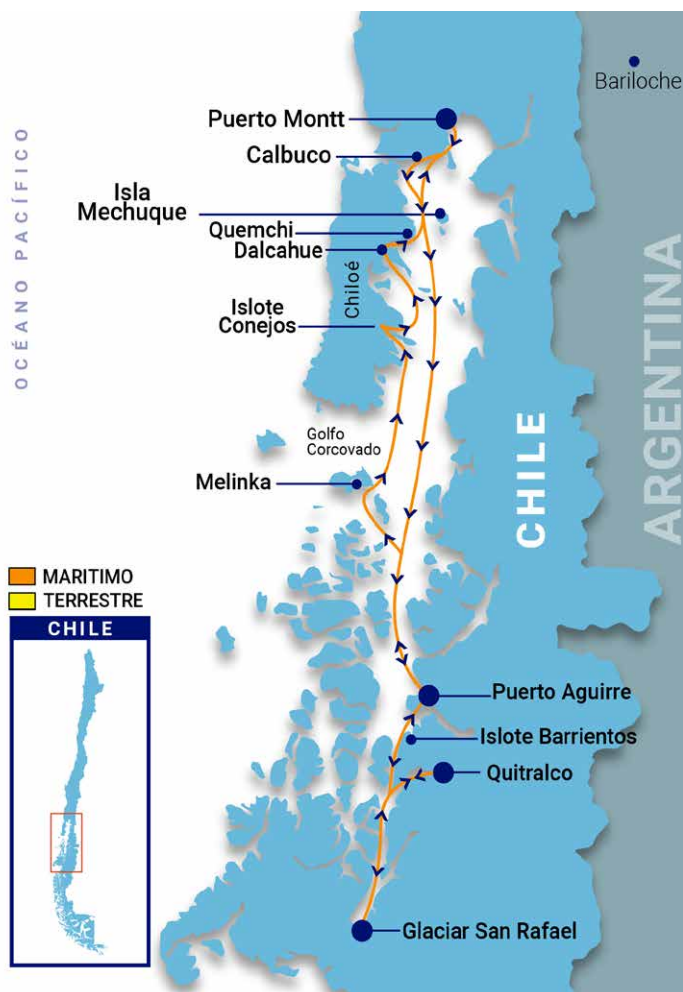 Bariloche
Puerto Montt
Calbuco
Isla
Mechuque
Quemchi
Dalcahue
Islote
Conejos
Chiloé
OCÉANO PACÍFICO
Golfo
Corcovado
Melinka
CHILE
ARGENTINA
MARITIMO
TERRESTRE
CHILE
Puerto Aguirre
Islote Barrientos
Quitralco
Glaciar San Rafael